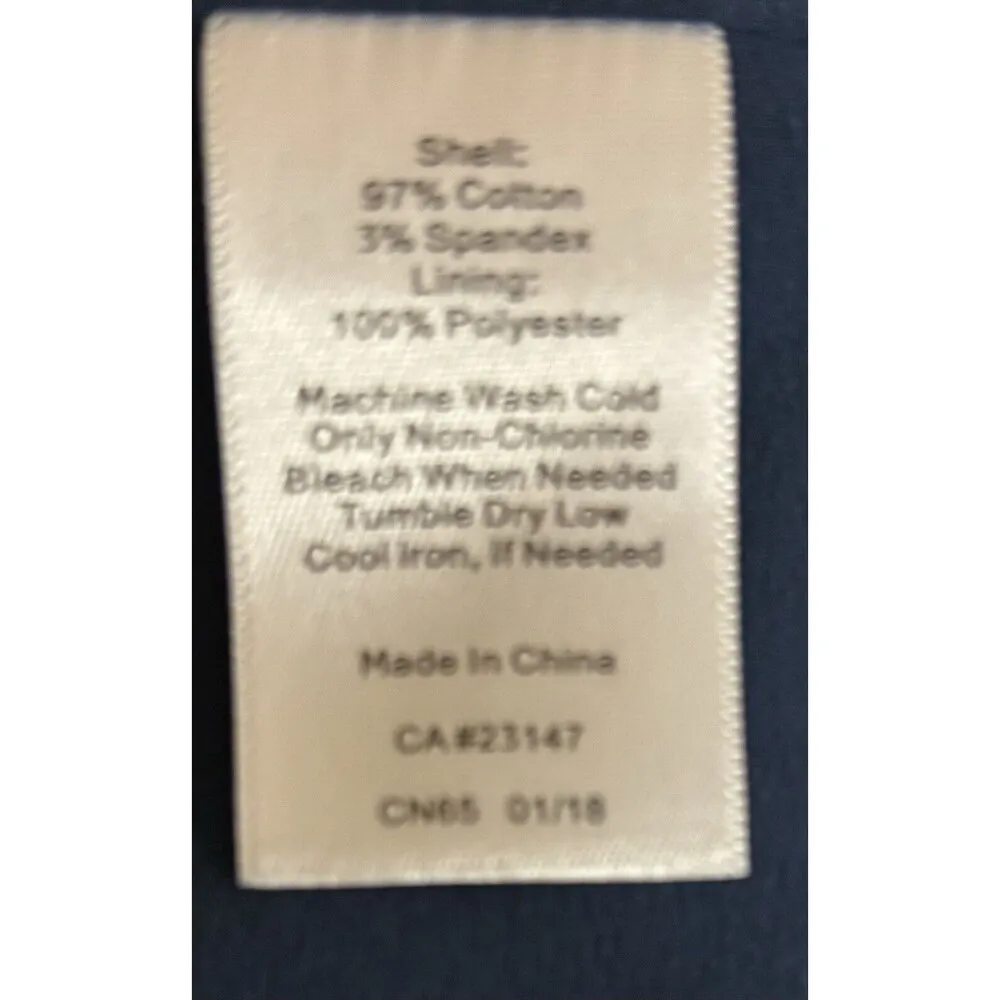 Shell:
97% Cotton
3% Spandex
Lining:
100% Polyester
Machine Wash Cold
Only Non-Chlorine
Bleach When Needed
Tumble Dry Low
Cool Iron, If Needed
Made In China
CA#23147
CN65 01/18